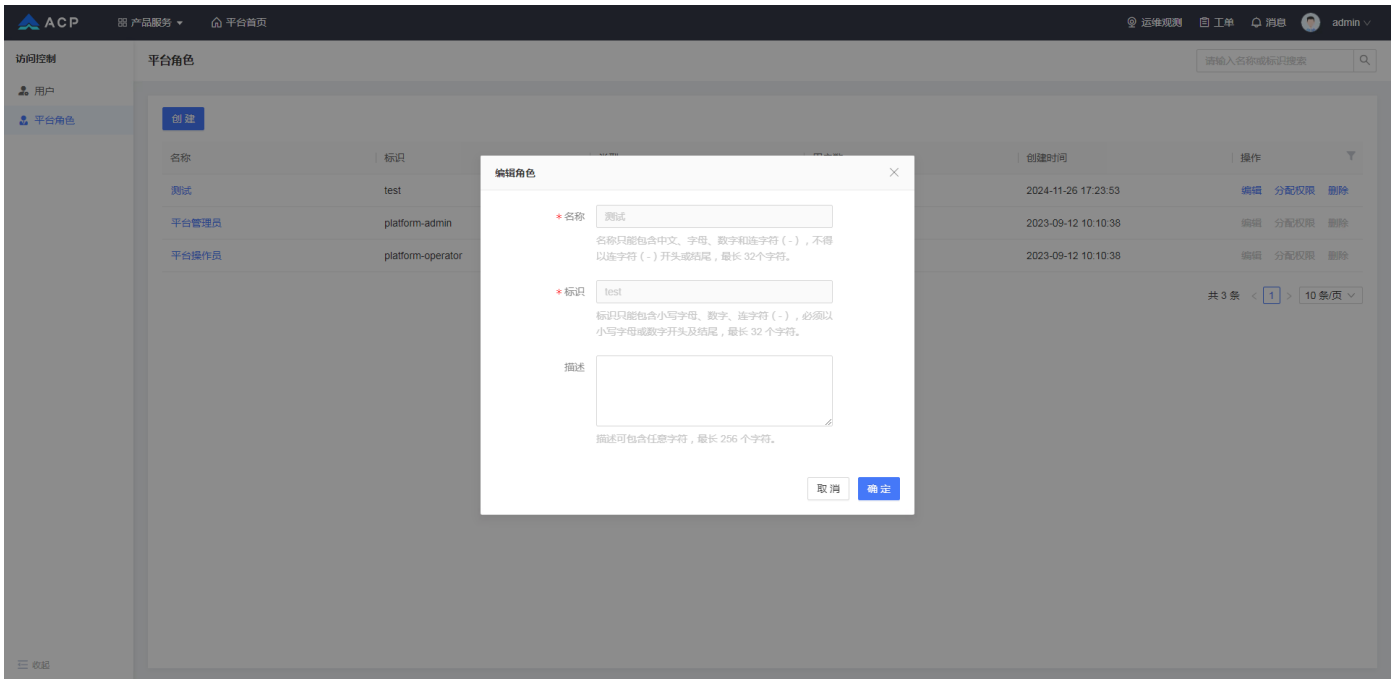 ACP 产品服务 平台首页 运维观测 工单 消息 admin
访问控制
用户
平台角色
收起
平台角色 请输入名称或标识搜索
创建
名称 标识 创建时间 操作
测试 test 2024-11-26 17:23:53 编辑 分配权限 删除
平台管理员 platform-admin 2023-09-12 10:10:38 编辑 分配权限 删除
平台操作员 platform-operator 2023-09-12 10:10:38 编辑 分配权限 删除
共 3 条 < 1 > 10 条/页
编辑角色
* 名称 测试
名称只能包含中文、字母、数字和连字符 ( - ) ，不得
以连字符 ( - ) 开头或结尾，最长 32个字符。
* 标识 test
标识只能包含小写字母、数字、连字符 ( - ) ，必须以
小写字母或数字开头及结尾，最长 32 个字符。
描述
描述可包含任意字符，最长 256 个字符。
取消 确定